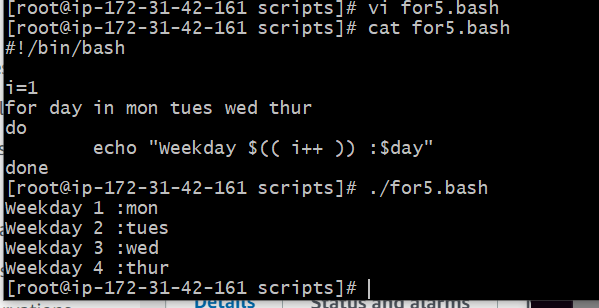 [root@ip-172-31-42-161 scripts]# vi for5.bash
[root@ip-172-31-42-161 scripts]# cat for5.bash
#!/bin/bash
i=1
for day in mon tues wed thur
do
        echo "Weekday $(( i++ )) :$day"
done
[root@ip-172-31-42-161 scripts]# ./for5.bash
Weekday 1 :mon
Weekday 2 :tues
Weekday 3 :wed
Weekday 4 :thur
[root@ip-172-31-42-161 scripts]#
Details Status and alarms